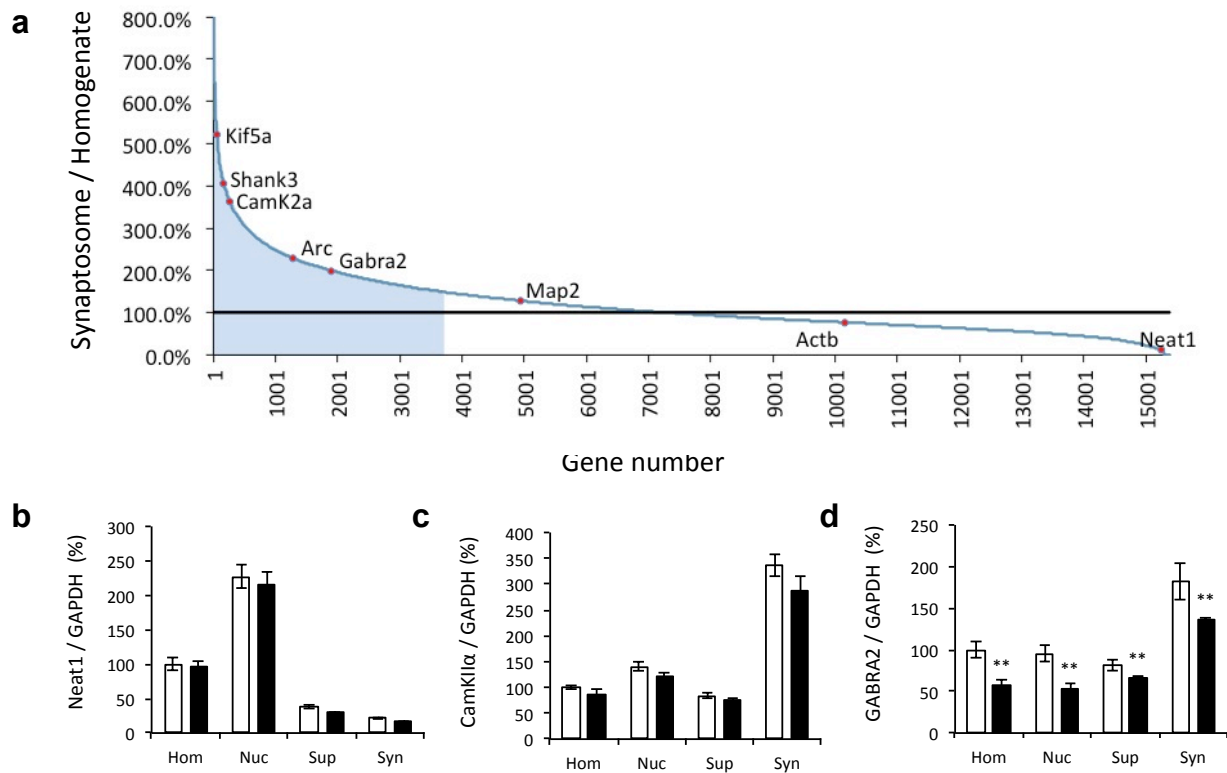 a
Synaptosome / Homogenate
800.0%
700.0%
600.0%
500.0%
400.0%
300.0%
200.0%
100.0%
0.0%
Kif5a
Shank3
CamK2a
Arc
Gabra2
Map2
Actb
Neat1
1
1001
2001
3001
4001
5001
6001
7001
8001
9001
10001
11001
12001
13001
14001
15001
Gene number
b
Neat1 / GAPDH (%)
300
250
200
150
100
50
0
Hom Nuc Sup Syn
c
CamKIIα / GAPDH (%)
400
350
300
250
200
150
100
50
0
Hom Nuc Sup Syn
d
GABRA2 / GAPDH (%)
250
200
150
100
50
0
** ** ** **
Hom Nuc Sup Syn